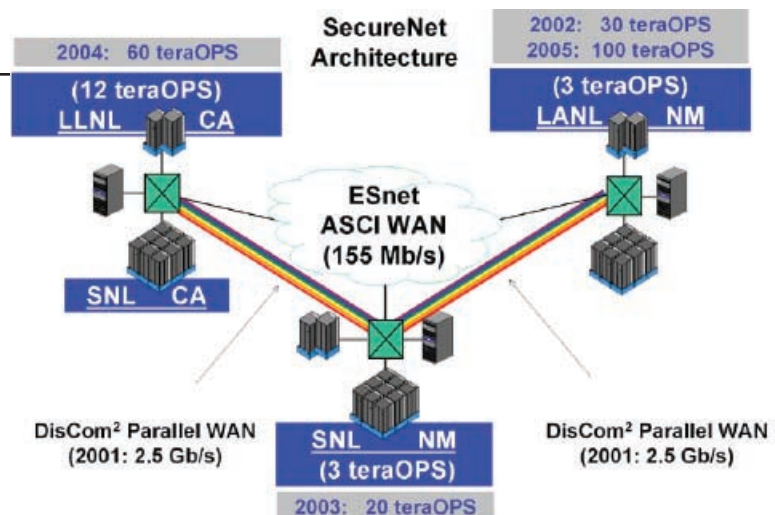 SecureNet
Architecture
2004: 60 teraOPS
(12 teraOPS)
LLNL CA
2002: 30 teraOPS
2005: 100 teraOPS
(3 teraOPS)
LANL NM
ESnet
ASCI WAN
(155 Mb/s)
SNL CA
DisCom² Parallel WAN
(2001: 2.5 Gb/s)
SNL NM
(3 teraOPS)
2003: 20 teraOPS
DisCom² Parallel WAN
(2001: 2.5 Gb/s)